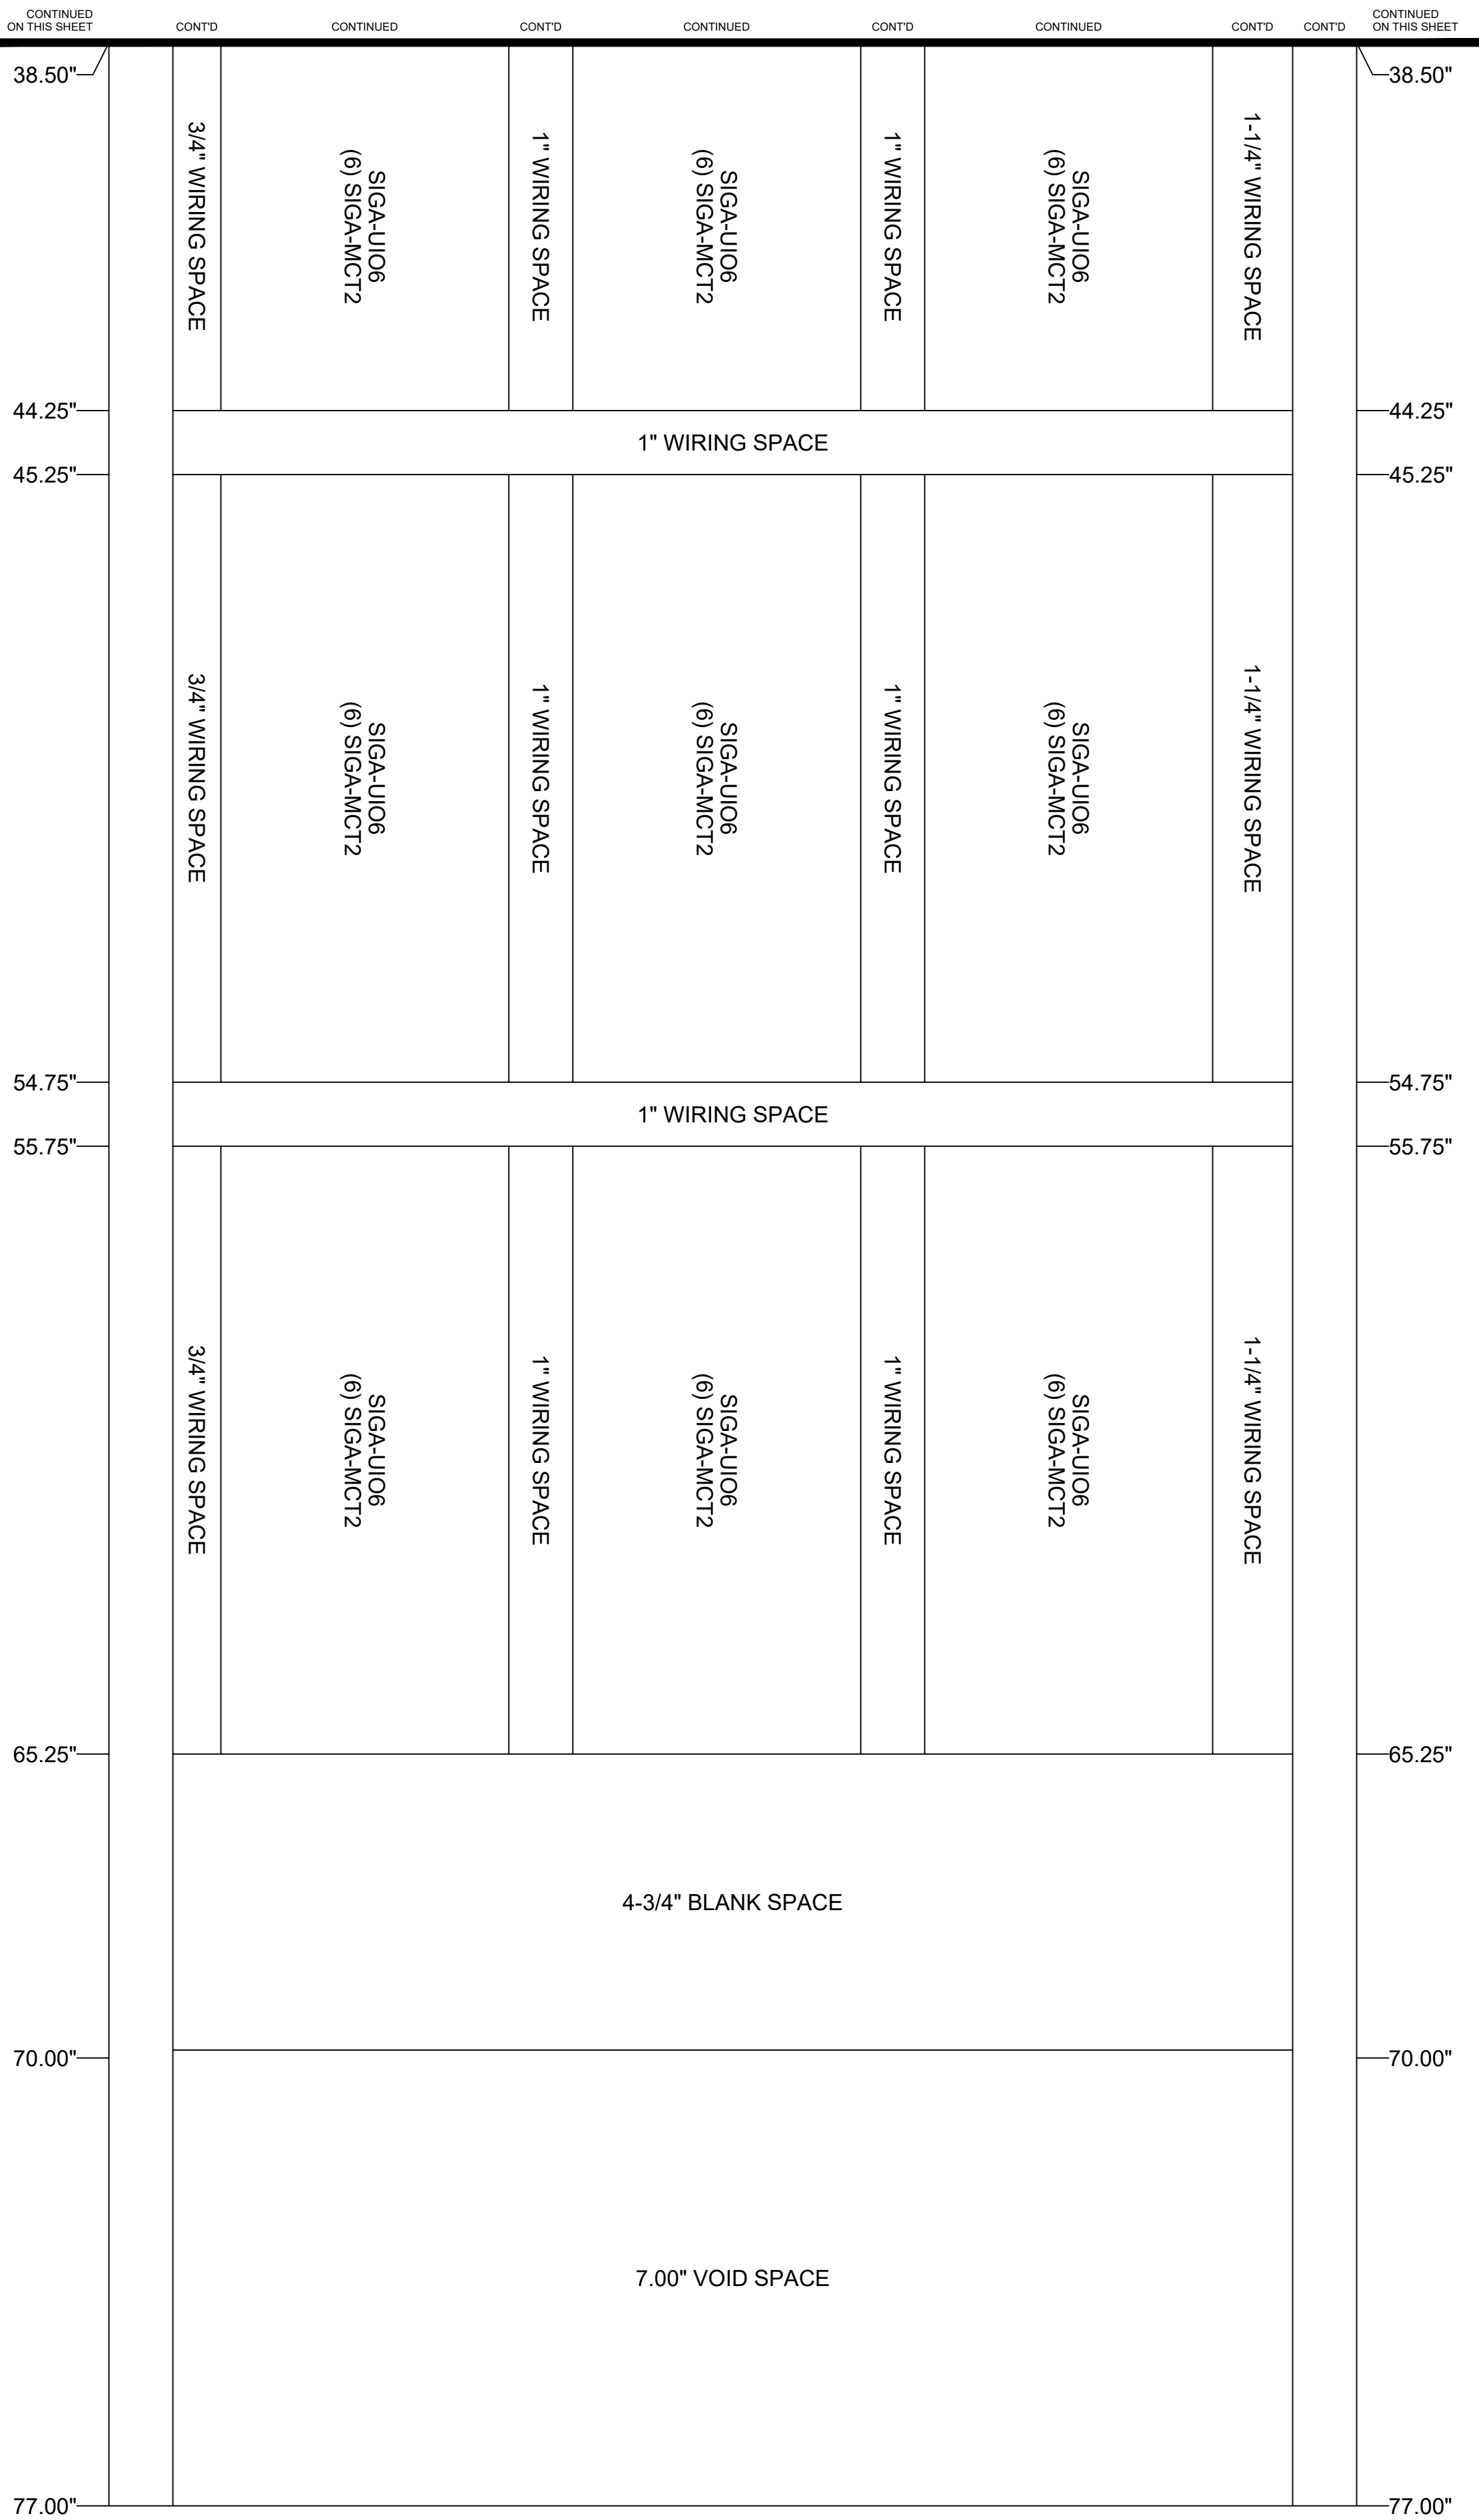 CONTINUED
ON THIS SHEET
CONT'D
CONTINUED
CONT'D
CONTINUED
CONT'D
CONTINUED
CONT'D
CONT'D
CONTINUED
ON THIS SHEET
38.50"
38.50"
3/4" WIRING SPACE
SIGA-UIO6
(6) SIGA-MCT2
1" WIRING SPACE
SIGA-UIO6
(6) SIGA-MCT2
1" WIRING SPACE
SIGA-UIO6
(6) SIGA-MCT2
1-1/4" WIRING SPACE
44.25"
44.25"
1" WIRING SPACE
45.25"
45.25"
3/4" WIRING SPACE
SIGA-UIO6
(6) SIGA-MCT2
1" WIRING SPACE
SIGA-UIO6
(6) SIGA-MCT2
1" WIRING SPACE
SIGA-UIO6
(6) SIGA-MCT2
1-1/4" WIRING SPACE
54.75"
54.75"
1" WIRING SPACE
55.75"
55.75"
3/4" WIRING SPACE
SIGA-UIO6
(6) SIGA-MCT2
1" WIRING SPACE
SIGA-UIO6
(6) SIGA-MCT2
1" WIRING SPACE
SIGA-UIO6
(6) SIGA-MCT2
1-1/4" WIRING SPACE
65.25"
65.25"
4-3/4" BLANK SPACE
70.00"
70.00"
7.00" VOID SPACE
77.00"
77.00"